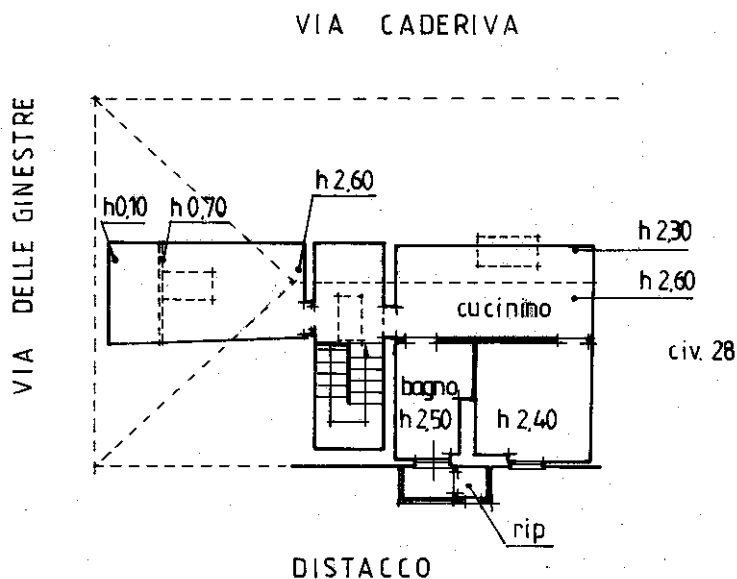 VIA CADERIVA
VIA DELLE GINESTRE
h 2,60
h 0,10
h 0,70
h 2,30
h 2,60
cucinino
civ. 28
bagno
h 2,50
h 2,40
rip
DISTACCO